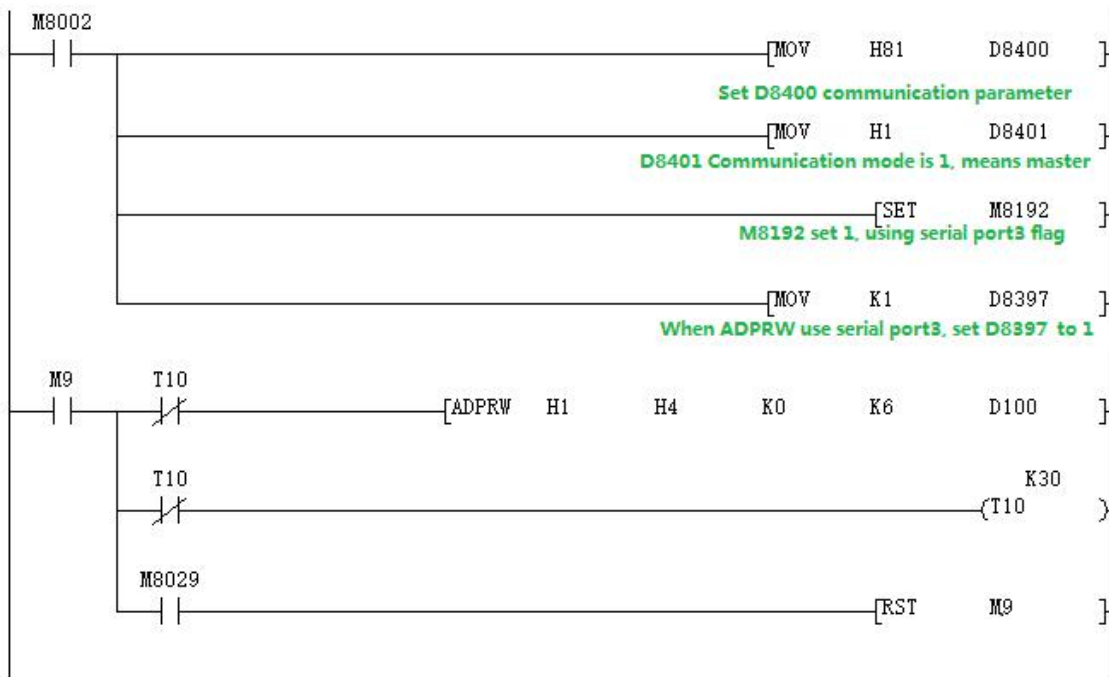 M8002
[MOV H81 D8400 ]
Set D8400 communication parameter
[MOV H1 D8401 ]
D8401 Communication mode is 1, means master
[SET M8192 ]
M8192 set 1, using serial port3 flag
[MOV K1 D8397 ]
When ADPRW use serial port3, set D8397 to 1
M9 T10
[ADPRW H1 H4 K0 K6 D100 ]
T10 K30
(T10 )
M8029
[RST M9 ]